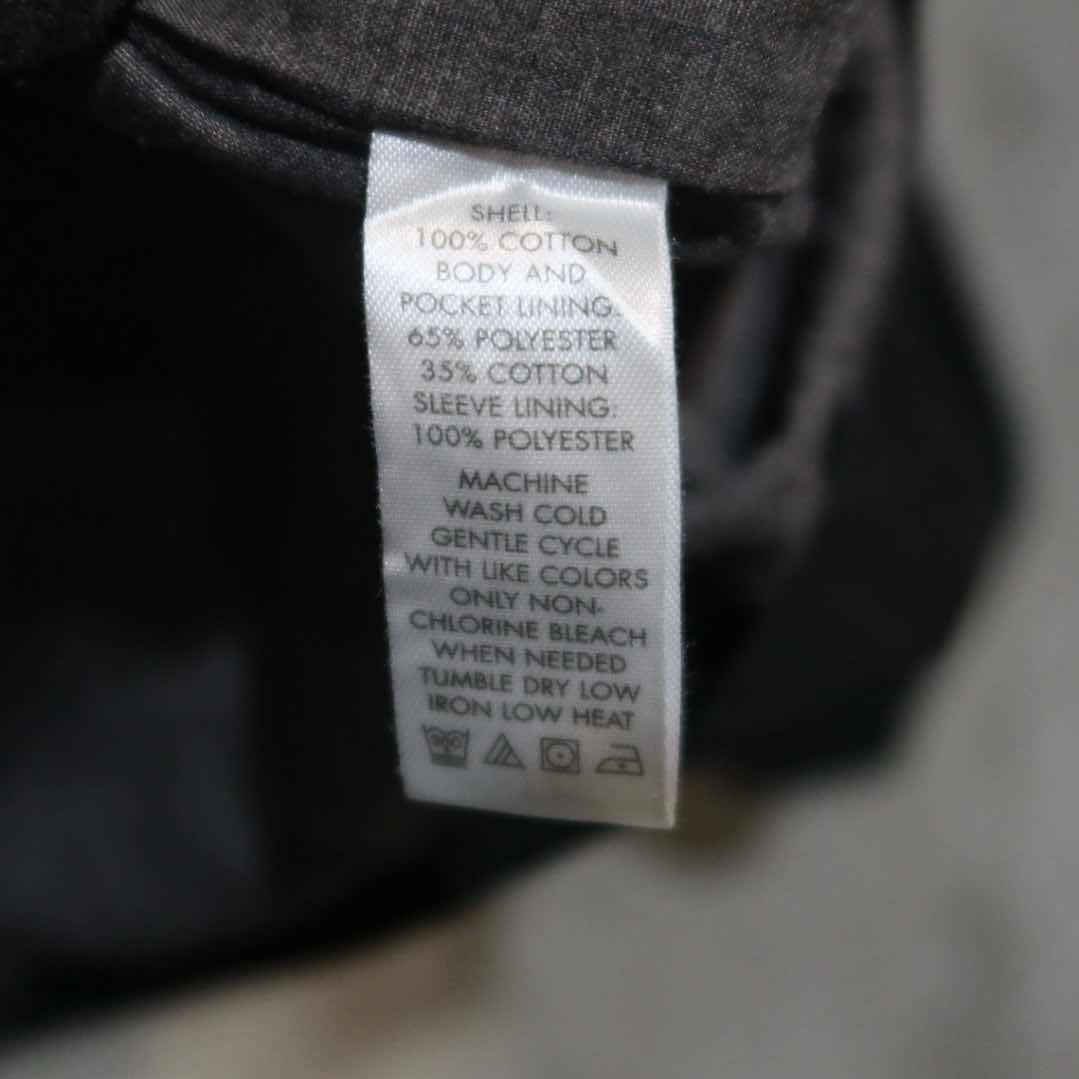 SHELL:
100% COTTON
BODY AND
POCKET LINING:
65% POLYESTER
35% COTTON
SLEEVE LINING:
100% POLYESTER
MACHINE
WASH COLD
GENTLE CYCLE
WITH LIKE COLORS
ONLY NON-
CHLORINE BLEACH
WHEN NEEDED
TUMBLE DRY LOW
IRON LOW HEAT